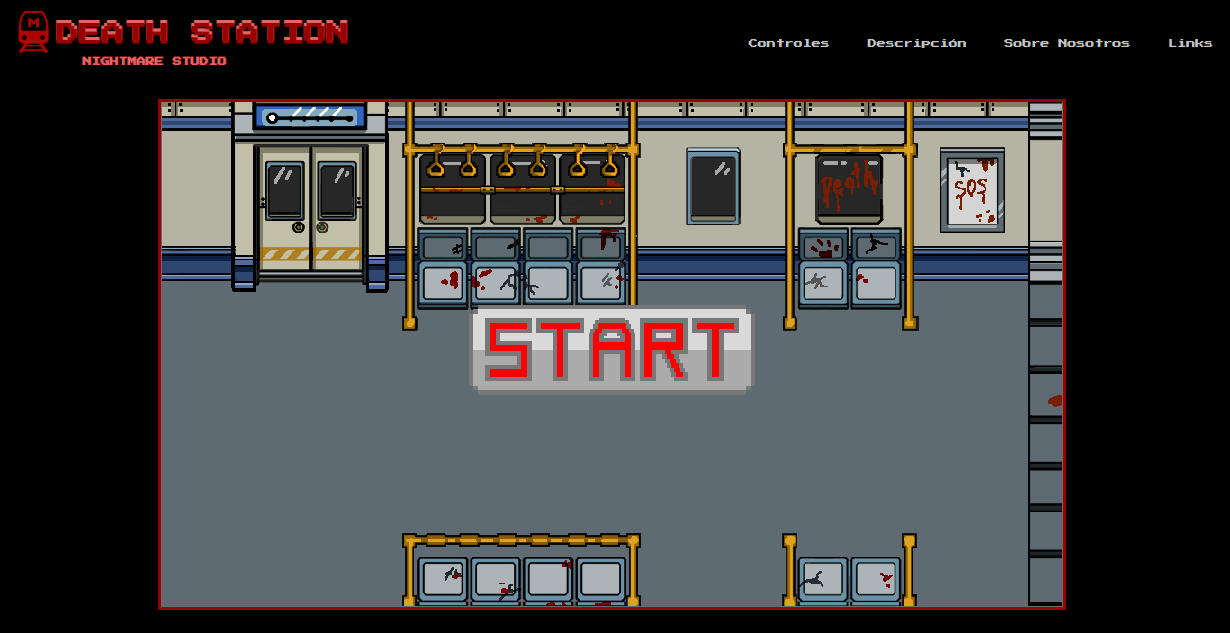 M
DEATH STATION
NIGHTMARE STUDIO
Controles
Descripción
Sobre Nosotros
Links
Death
SOS
START